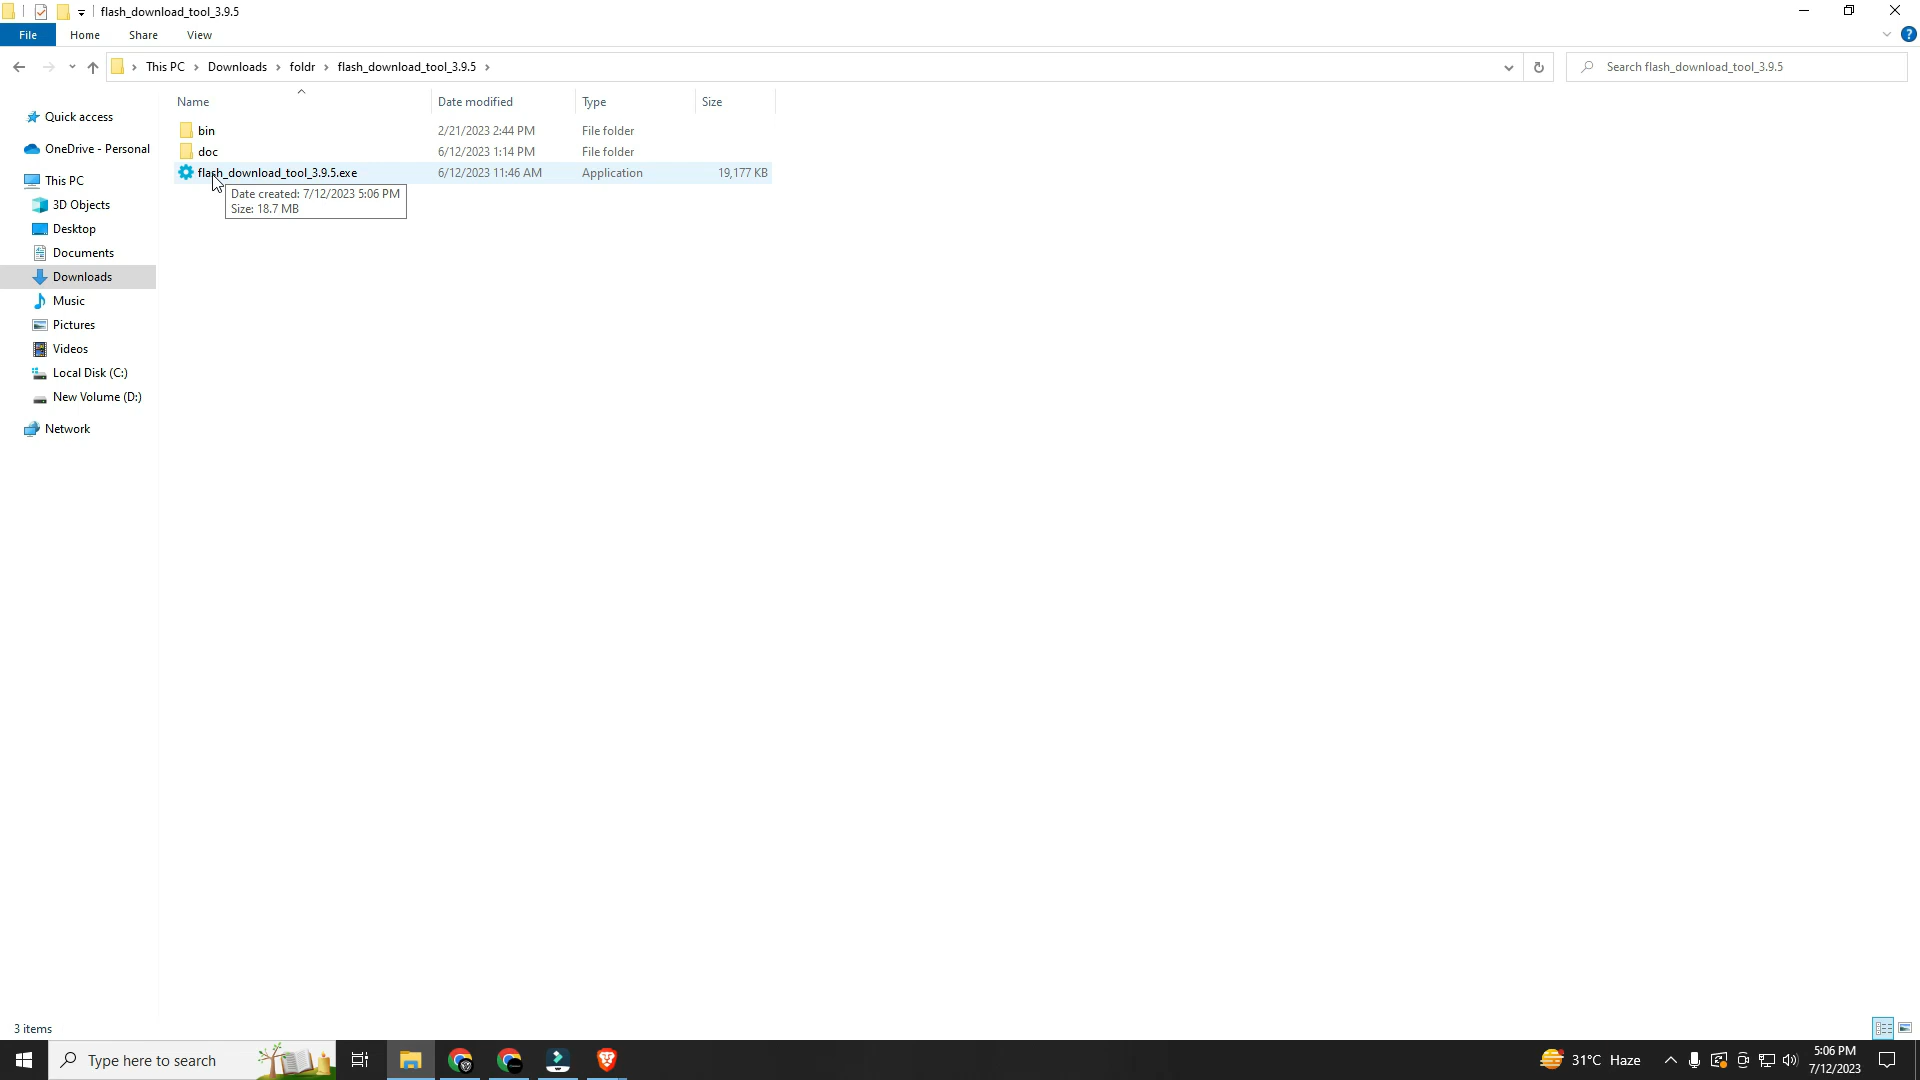 flash_download_tool_3.9.5
File Home Share View
This PC Downloads foldr flash_download_tool_3.9.5
Search flash_download_tool_3.9.5
Name Date modified Type Size
Quick access
OneDrive - Personal
This PC
3D Objects
Desktop
Documents
Downloads
Music
Pictures
Videos
Local Disk (C:)
New Volume (D:)
Network
bin 2/21/2023 2:44 PM File folder
doc 6/12/2023 1:14 PM File folder
flash_download_tool_3.9.5.exe 6/12/2023 11:46 AM Application 19,177 KB
Date created: 7/12/2023 5:06 PM
Size: 18.7 MB
3 items
Type here to search
31°C Haze
5:06 PM
7/12/2023